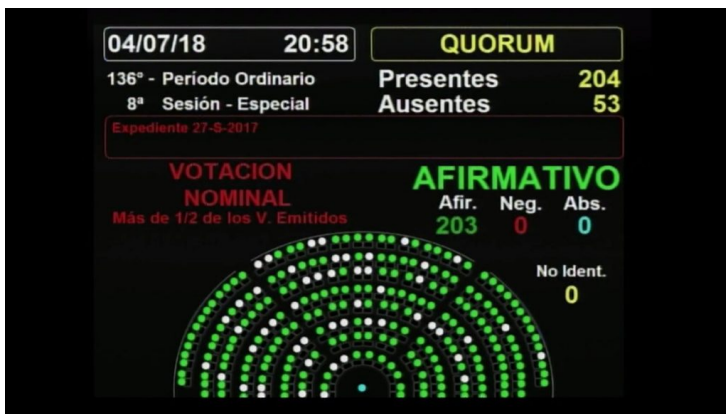 04/07/18 20:58
QUORUM
136º - Período Ordinario
8ª Sesión - Especial
Presentes 204
Ausentes 53
Expediente 27-S-2017
VOTACION
NOMINAL
Más de 1/2 de los V. Emitidos
AFIRMATIVO
Afir. Neg. Abs.
203 0 0
No Ident.
0